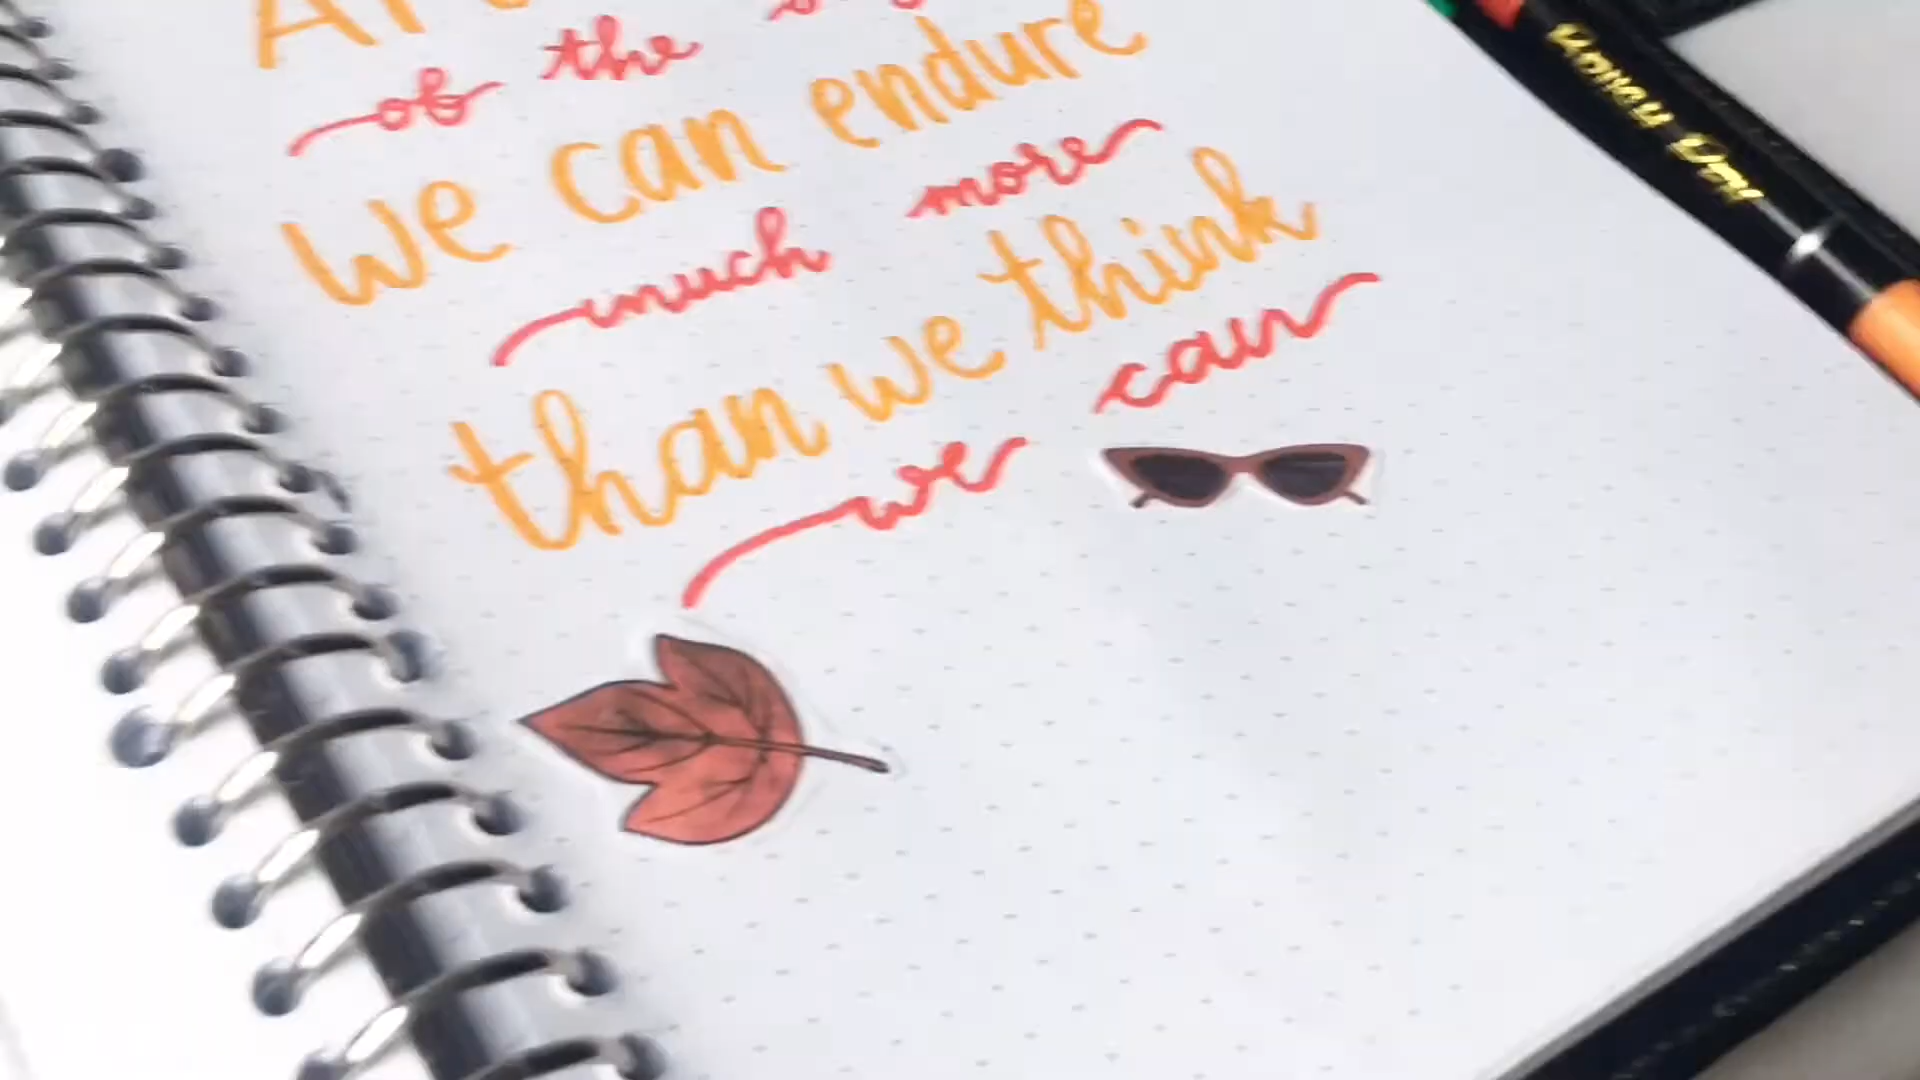 of the
we can endure
much more
than we think
we can